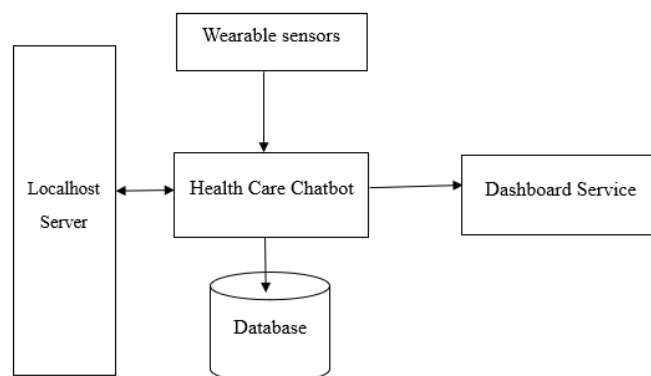 Wearable sensors
Localhost
Server
Health Care Chatbot
Dashboard Service
Database